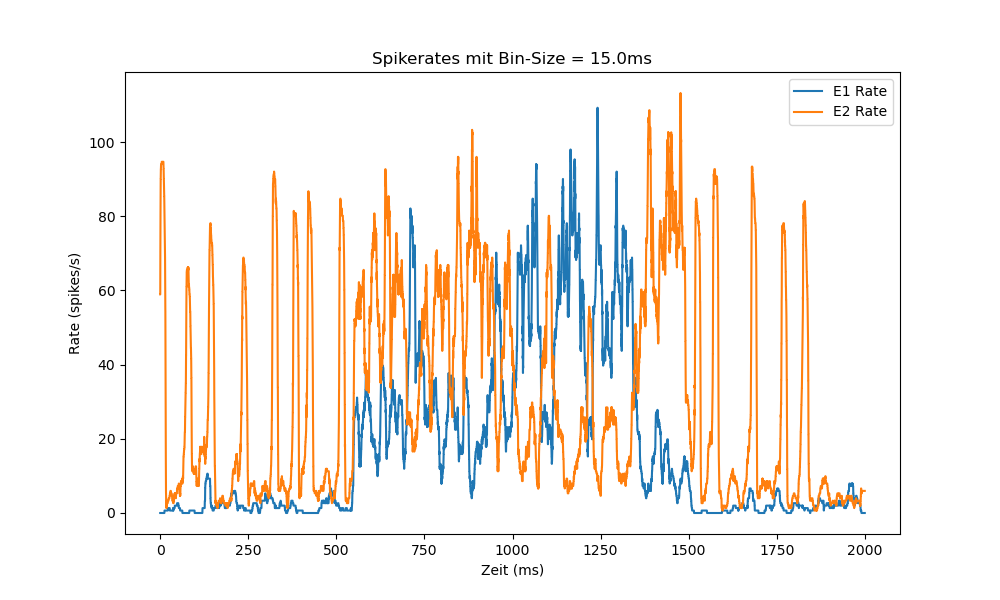 Spikerates mit Bin-Size = 15.0ms
E1 Rate
E2 Rate
Rate (spikes/s)
100
80
60
40
20
0
0 250 500 750 1000 1250 1500 1750 2000
Zeit (ms)